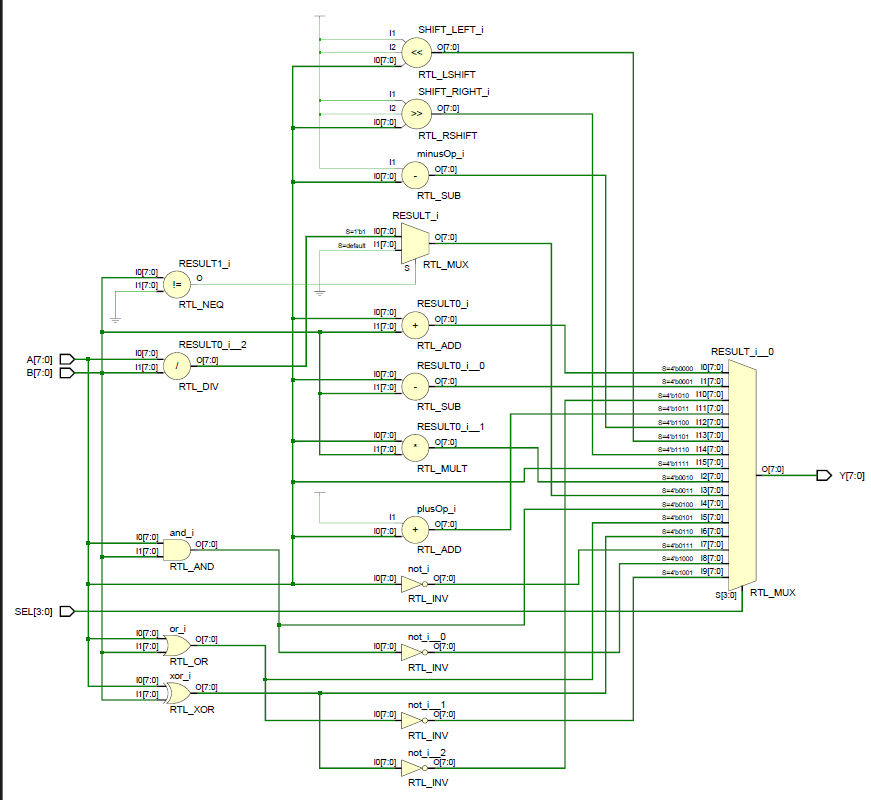 SHIFT_LEFT_i
I1
I2
I0[7:0]
<<
O[7:0]
RTL_LSHIFT
SHIFT_RIGHT_i
I1
I2
I0[7:0]
>>
O[7:0]
RTL_RSHIFT
minusOp_i
I1
I0[7:0]
-
O[7:0]
RTL_SUB
RESULT_i
S=1'b1 I0[7:0]
S=default I1[7:0]
O[7:0]
S
RTL_MUX
RESULT1_i
I0[7:0]
I1[7:0]
!=
O
RTL_NEQ
RESULT0_i
I0[7:0]
I1[7:0]
+
O[7:0]
RTL_ADD
A[7:0]
B[7:0]
RESULT0_i__2
I0[7:0]
I1[7:0]
/
O[7:0]
RTL_DIV
RESULT0_i__0
I0[7:0]
I1[7:0]
-
O[7:0]
RTL_SUB
RESULT0_i__1
I0[7:0]
I1[7:0]
*
O[7:0]
RTL_MULT
plusOp_i
I1
I0[7:0]
+
O[7:0]
RTL_ADD
and_i
I0[7:0]
I1[7:0]
O[7:0]
RTL_AND
not_i
I0[7:0]
O[7:0]
RTL_INV
SEL[3:0]
or_i
I0[7:0]
I1[7:0]
O[7:0]
RTL_OR
not_i__0
I0[7:0]
O[7:0]
RTL_INV
xor_i
I0[7:0]
I1[7:0]
O[7:0]
RTL_XOR
not_i__1
I0[7:0]
O[7:0]
RTL_INV
not_i__2
I0[7:0]
O[7:0]
RTL_INV
RESULT_i__0
S=4'b0000 I0[7:0]
S=4'b0001 I1[7:0]
S=4'b1010 I10[7:0]
S=4'b1011 I11[7:0]
S=4'b1100 I12[7:0]
S=4'b1101 I13[7:0]
S=4'b1110 I14[7:0]
S=4'b1111 I15[7:0]
S=4'b0010 I2[7:0]
S=4'b0011 I3[7:0]
S=4'b0100 I4[7:0]
S=4'b0101 I5[7:0]
S=4'b0110 I6[7:0]
S=4'b0111 I7[7:0]
S=4'b1000 I8[7:0]
S=4'b1001 I9[7:0]
S[3:0]
O[7:0]
RTL_MUX
Y[7:0]